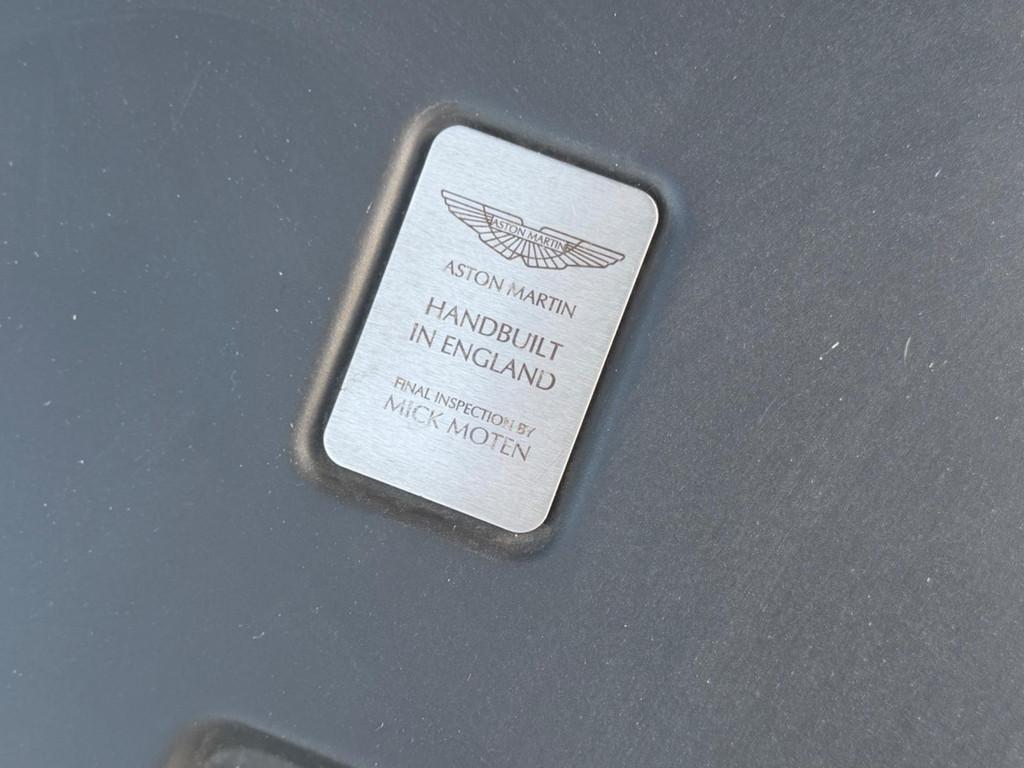 ASTON MARTIN
ASTON MARTIN
HANDBUILT
IN ENGLAND
FINAL INSPECTION BY
MICK MOTEN